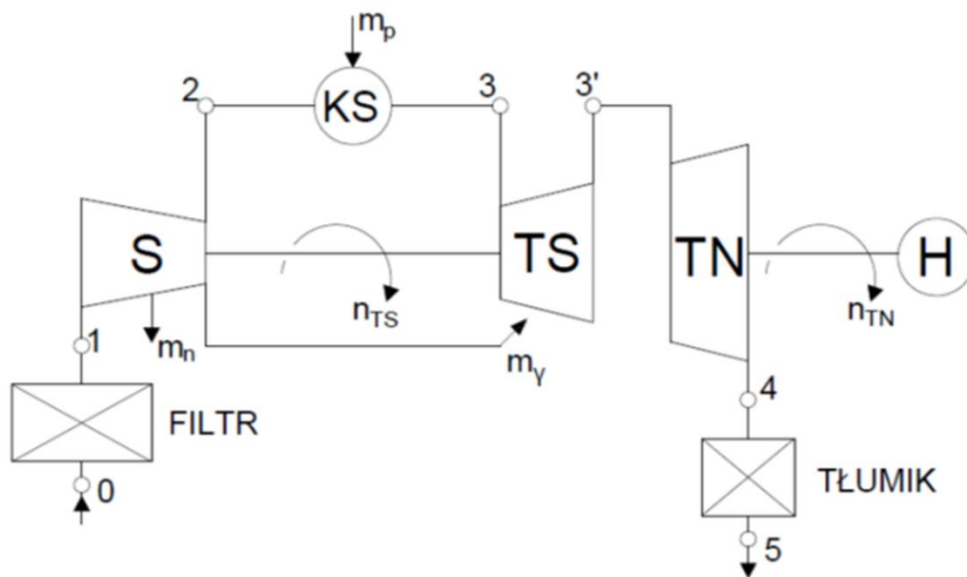 m_p
2
KS
3
3'
S
TS
TN
H
n_TS
n_TN
1
m_n
m_γ
4
FILTR
TŁUMIK
0
5